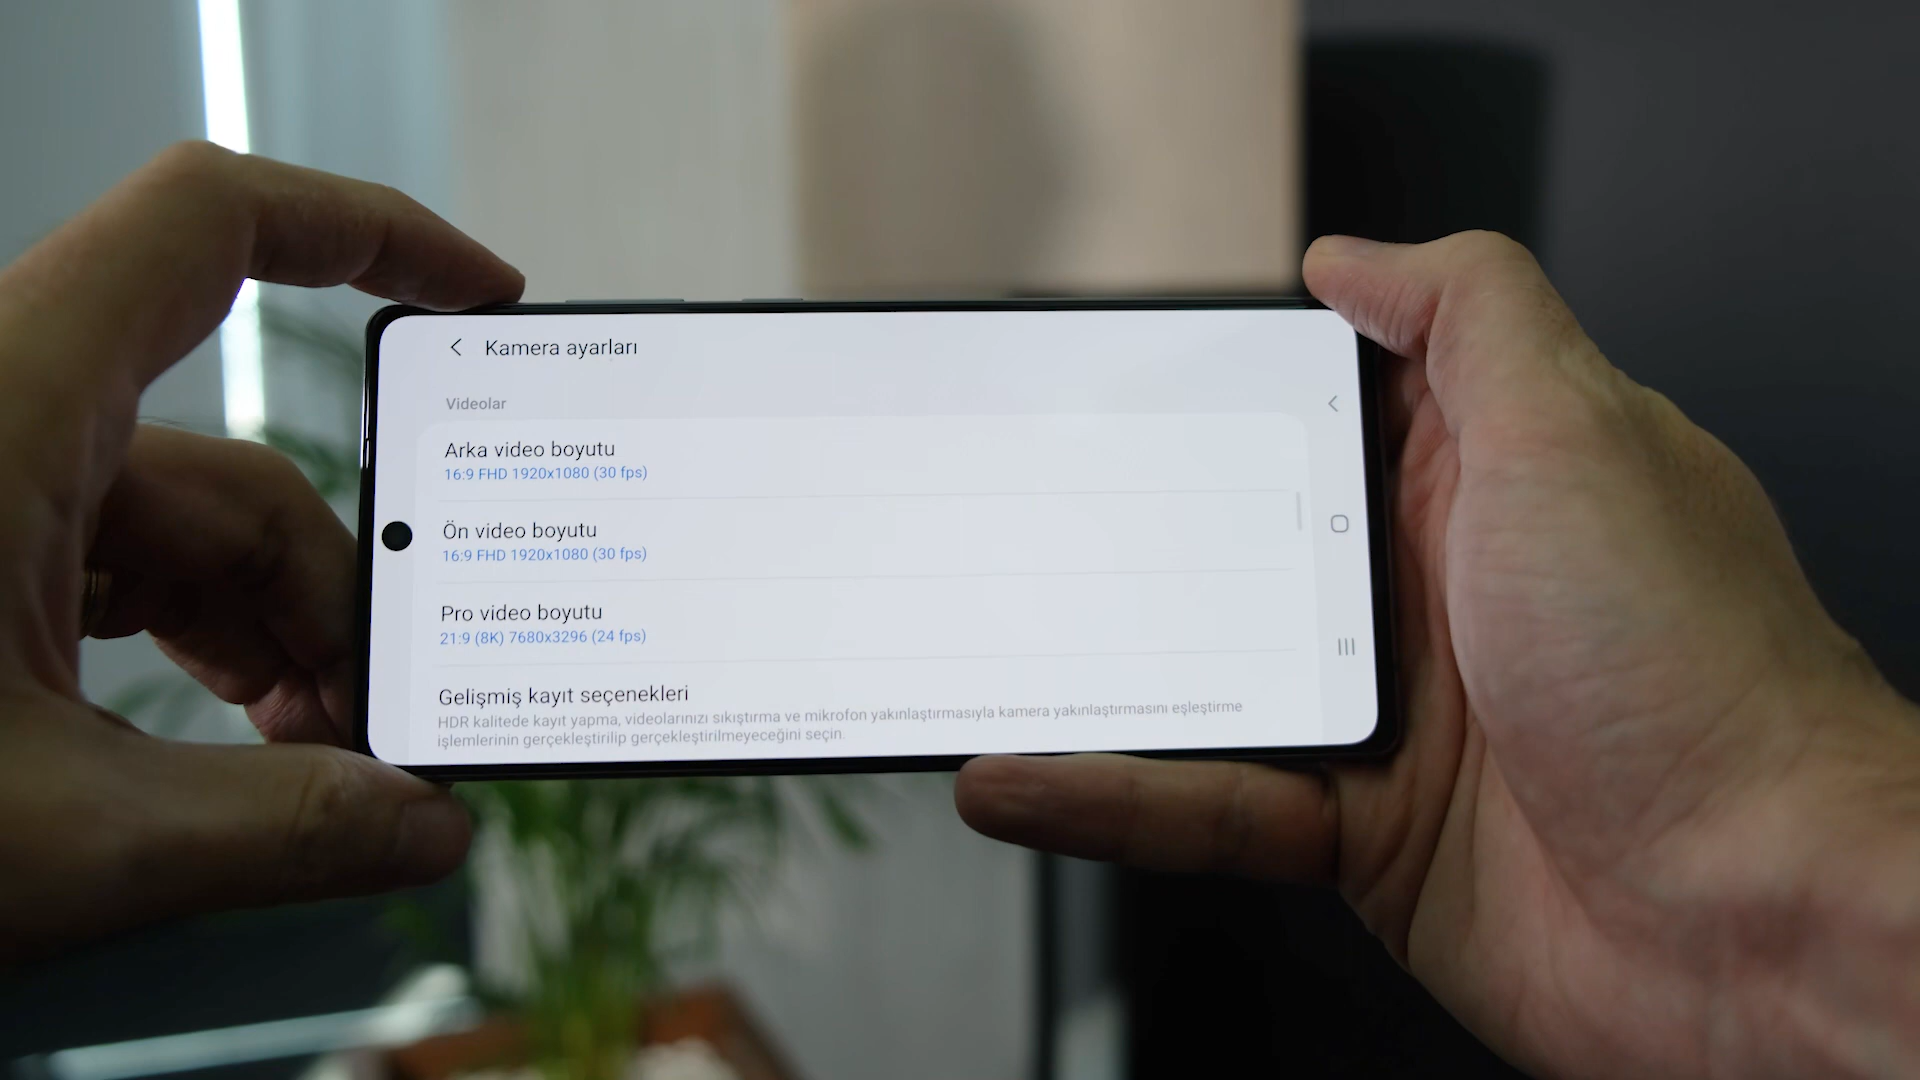 Kamera ayarları
Videolar
Arka video boyutu
16:9 FHD 1920x1080 (30 fps)
Ön video boyutu
16:9 FHD 1920x1080 (30 fps)
Pro video boyutu
21:9 (8K) 7680x3296 (24 fps)
Gelişmiş kayıt seçenekleri
HDR kalitede kayıt yapma, videolarınızı sıkıştırma ve mikrofon yakınlaştırmasıyla kamera yakınlaştırmasını eşleştirme
işlemlerinin gerçekleştirilip gerçekleştirilmeyeceğini seçin.